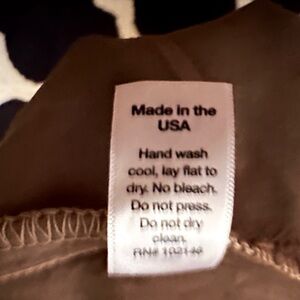 Made in the
USA
Hand wash
cool, lay flat to
dry. No bleach.
Do not press.
Do not dry
clean.
RN# 102146